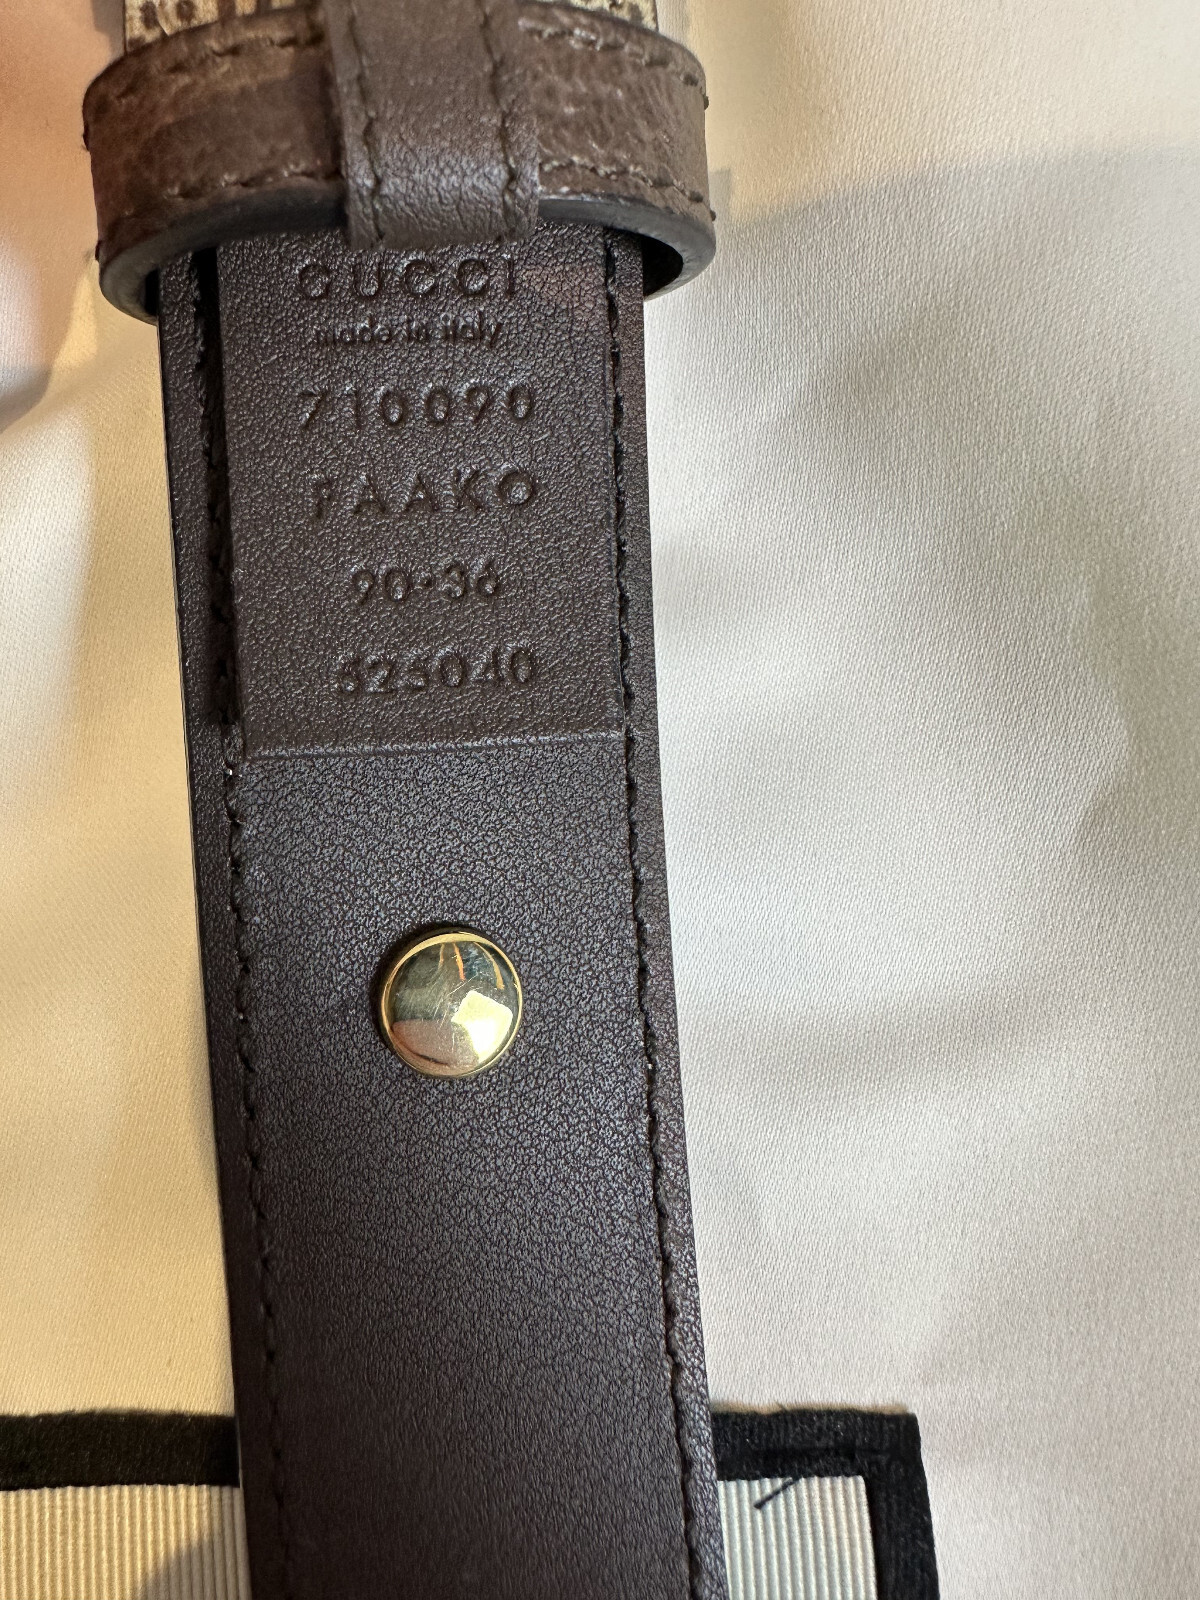 GUCCI
made in italy
710090
FAAKO
90·36
525040